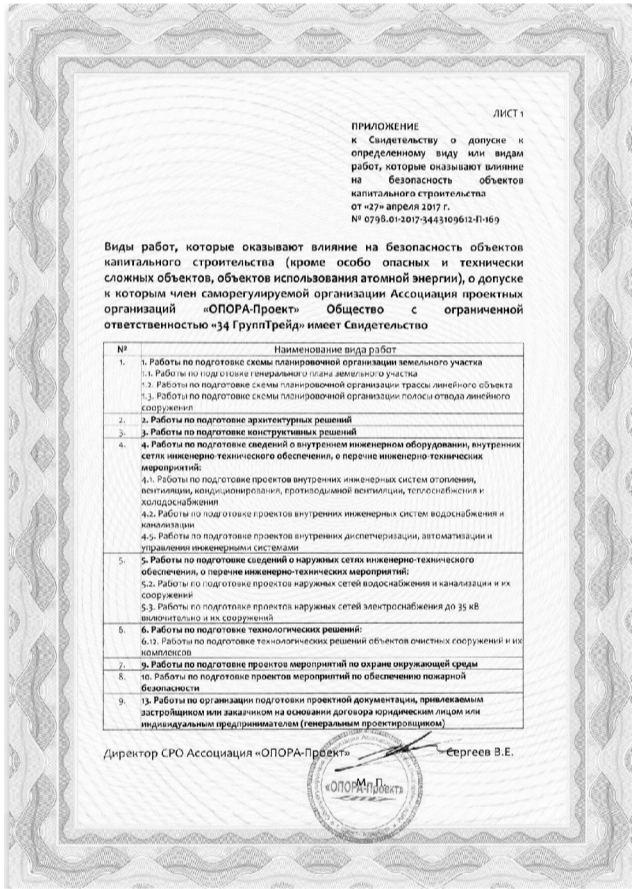 ЛИСТ 1
ПРИЛОЖЕНИЕ
к Свидетельству о допуске к
определенному виду или видам
работ, которые оказывают влияние
на безопасность объектов
капитального строительства
от «27» апреля 2017 г.
№ 0798.01-2017-3443109612-П-169
Виды работ, которые оказывают влияние на безопасность объектов
капитального строительства (кроме особо опасных и технически
сложных объектов, объектов использования атомной энергии), о допуске
к которым член саморегулируемой организации Ассоциация проектных
организаций «ОПОРА-Проект» Общество с ограниченной
ответственностью «34 ГруппТрейд» имеет Свидетельство
№ Наименование вида работ
1. 1. Работы по подготовке схемы планировочной организации земельного участка
1.1. Работы по подготовке генерального плана земельного участка
1.2. Работы по подготовке схемы планировочной организации трассы линейного объекта
1.3. Работы по подготовке схемы планировочной организации полосы отвода линейного
сооружения
2. 2. Работы по подготовке архитектурных решений
3. 3. Работы по подготовке конструктивных решений
4. 4. Работы по подготовке сведений о внутреннем инженерном оборудовании, внутренних
сетях инженерно-технического обеспечения, о перечне инженерно-технических
мероприятий:
4.1. Работы по подготовке проектов внутренних инженерных систем отопления,
вентиляции, кондиционирования, противодымной вентиляции, теплоснабжения и
холодоснабжения
4.2. Работы по подготовке проектов внутренних инженерных систем водоснабжения и
канализации
4.5. Работы по подготовке проектов внутренних диспетчеризации, автоматизации и
управления инженерными системами
5. 5. Работы по подготовке сведений о наружных сетях инженерно-технического
обеспечения, о перечне инженерно-технических мероприятий:
5.2. Работы по подготовке проектов наружных сетей водоснабжения и канализации и их
сооружений
5.3. Работы по подготовке проектов наружных сетей электроснабжения до 35 кВ
включительно и их сооружений
6. 6. Работы по подготовке технологических решений:
6.12. Работы по подготовке технологических решений объектов очистных сооружений и их
комплексов
7. 9. Работы по подготовке проектов мероприятий по охране окружающей среды
8. 10. Работы по подготовке проектов мероприятий по обеспечению пожарной
безопасности
9. 13. Работы по организации подготовки проектной документации, привлекаемым
застройщиком или заказчиком на основании договора юридическим лицом или
индивидуальным предпринимателем (генеральным проектировщиком)
Директор СРО Ассоциация «ОПОРА-Проект» Сергеев В.Е.
М.П.
«ОПОРА-Проект»